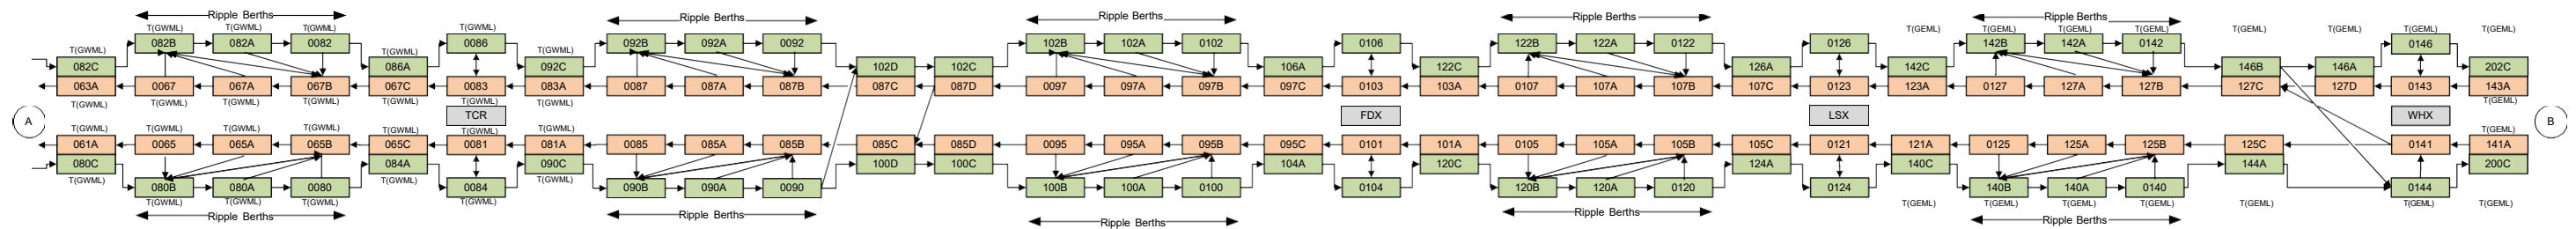 Ripple Berths Ripple Berths Ripple Berths Ripple Berths Ripple Berths
T(GWML) T(GWML) T(GWML) T(GWML) T(GEML) T(GEML) T(GEML) T(GEML) T(GEML) T(GEML) T(GEML) T(GEML)
082B 082A 0082 0086 092B 092A 0092 102B 102A 0102 0106 122B 122A 0122 0126 142B 142A 0142 0146
T(GWML) T(GWML) T(GWML)
082C 086A 092C 102D 102C 106A 122C 126A 142C 146B 146A 202C
063A 0067 067A 067B 067C 0083 083A 0087 087A 087B 087C 087D 0097 097A 097B 097C 0103 103A 0107 107A 107B 107C 0123 123A 0127 127A 127B 127C 127D 0143 143A
T(GWML) T(GWML) T(GWML) T(GWML) T(GWML) T(GWML) T(GWML) T(GEML)
A TCR FDX LSX WHX B
T(GWML) T(GWML) T(GWML) T(GWML) T(GWML) T(GWML) T(GWML) T(GEML)
061A 0065 065A 065B 065C 0081 081A 0085 085A 085B 085C 085D 0095 095A 095B 095C 0101 101A 0105 105A 105B 105C 0121 121A 0125 125A 125B 125C 0141 141A
080C 084A 090C 100D 100C 104A 120C 124A 140C 144A 200C
T(GWML) T(GWML) T(GWML)
080B 080A 0080 0084 090B 090A 0090 100B 100A 0100 0104 120B 120A 0120 0124 140B 140A 0140 0144
T(GWML) T(GWML) T(GWML) T(GWML) T(GEML) T(GEML) T(GEML) T(GEML) T(GEML) T(GEML) T(GEML)
Ripple Berths Ripple Berths Ripple Berths Ripple Berths Ripple Berths